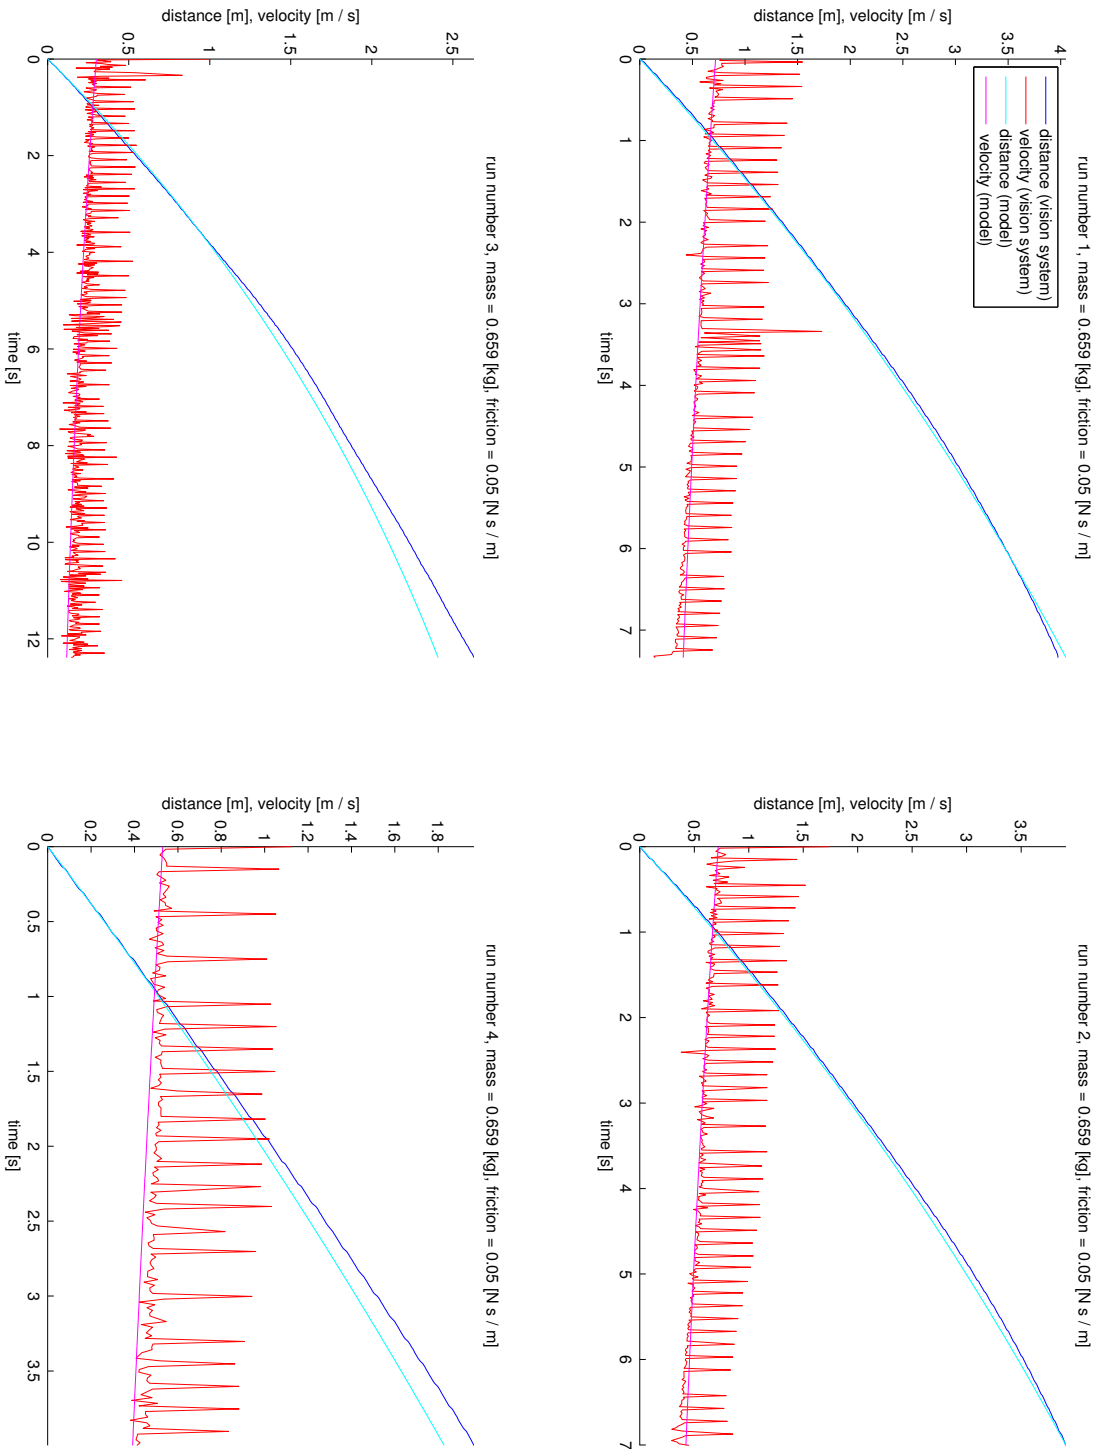 run number 1, mass = 0.659 [kg], friction = 0.05 [N s / m]
distance (vision system)
velocity (vision system)
distance (model)
velocity (model)
distance [m], velocity [m / s]
4
3.5
3
2.5
2
1.5
1
0.5
0
0 1 2 3 4 5 6 7
time [s]
run number 2, mass = 0.659 [kg], friction = 0.05 [N s / m]
distance [m], velocity [m / s]
3.5
3
2.5
2
1.5
1
0.5
0
0 1 2 3 4 5 6 7
time [s]
run number 3, mass = 0.659 [kg], friction = 0.05 [N s / m]
distance [m], velocity [m / s]
2.5
2
1.5
1
0.5
0
0 2 4 6 8 10 12
time [s]
run number 4, mass = 0.659 [kg], friction = 0.05 [N s / m]
distance [m], velocity [m / s]
1.8
1.6
1.4
1.2
1
0.8
0.6
0.4
0.2
0
0 0.5 1 1.5 2 2.5 3 3.5
time [s]